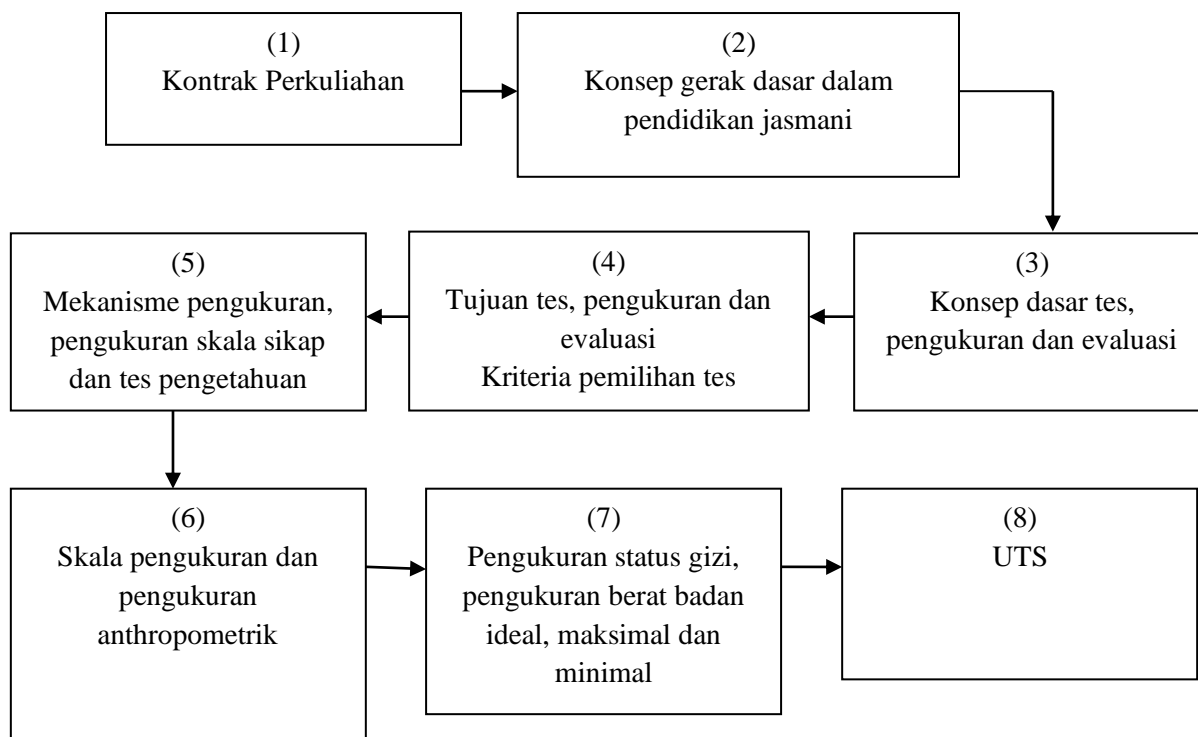 (1)
Kontrak Perkuliahan
(2)
Konsep gerak dasar dalam
pendidikan jasmani
(3)
Konsep dasar tes,
pengukuran dan evaluasi
(4)
Tujuan tes, pengukuran dan
evaluasi
Kriteria pemilihan tes
(5)
Mekanisme pengukuran,
pengukuran skala sikap
dan tes pengetahuan
(6)
Skala pengukuran dan
pengukuran
anthropometrik
(7)
Pengukuran status gizi,
pengukuran berat badan
ideal, maksimal dan
minimal
(8)
UTS